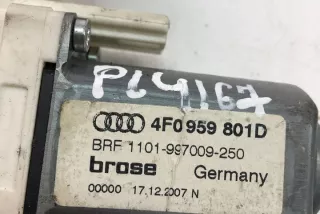 PL4167
4F0 959 801D
BRF 1101-997009-250
brose Germany
00000 17.12.2007 N